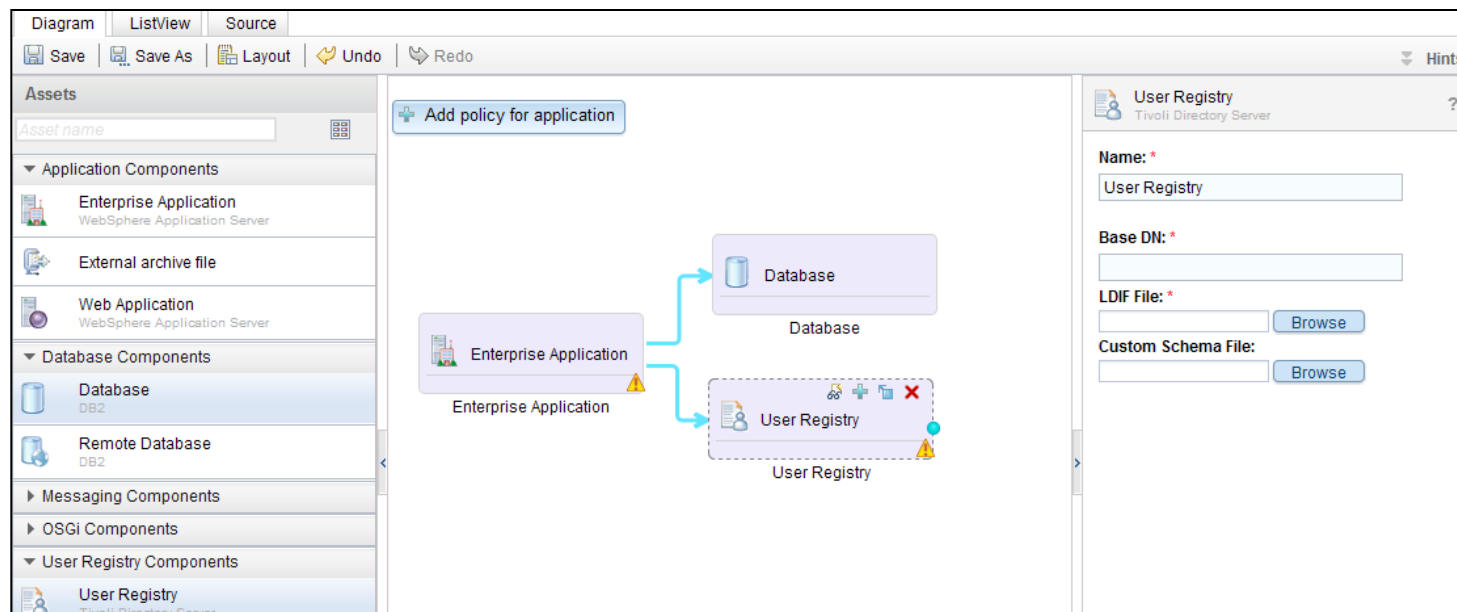 Diagram ListView Source
Save Save As Layout Undo Redo Hints
Assets
Asset name
Application Components
Enterprise Application
WebSphere Application Server
External archive file
Web Application
WebSphere Application Server
Database Components
Database
DB2
Remote Database
DB2
Messaging Components
OSGi Components
User Registry Components
User Registry
Tivoli Directory Server
Add policy for application
Database
Database
Enterprise Application
Enterprise Application
User Registry
User Registry
User Registry
Tivoli Directory Server
?
Name: *
User Registry
Base DN: *
LDIF File: *
Browse
Custom Schema File:
Browse